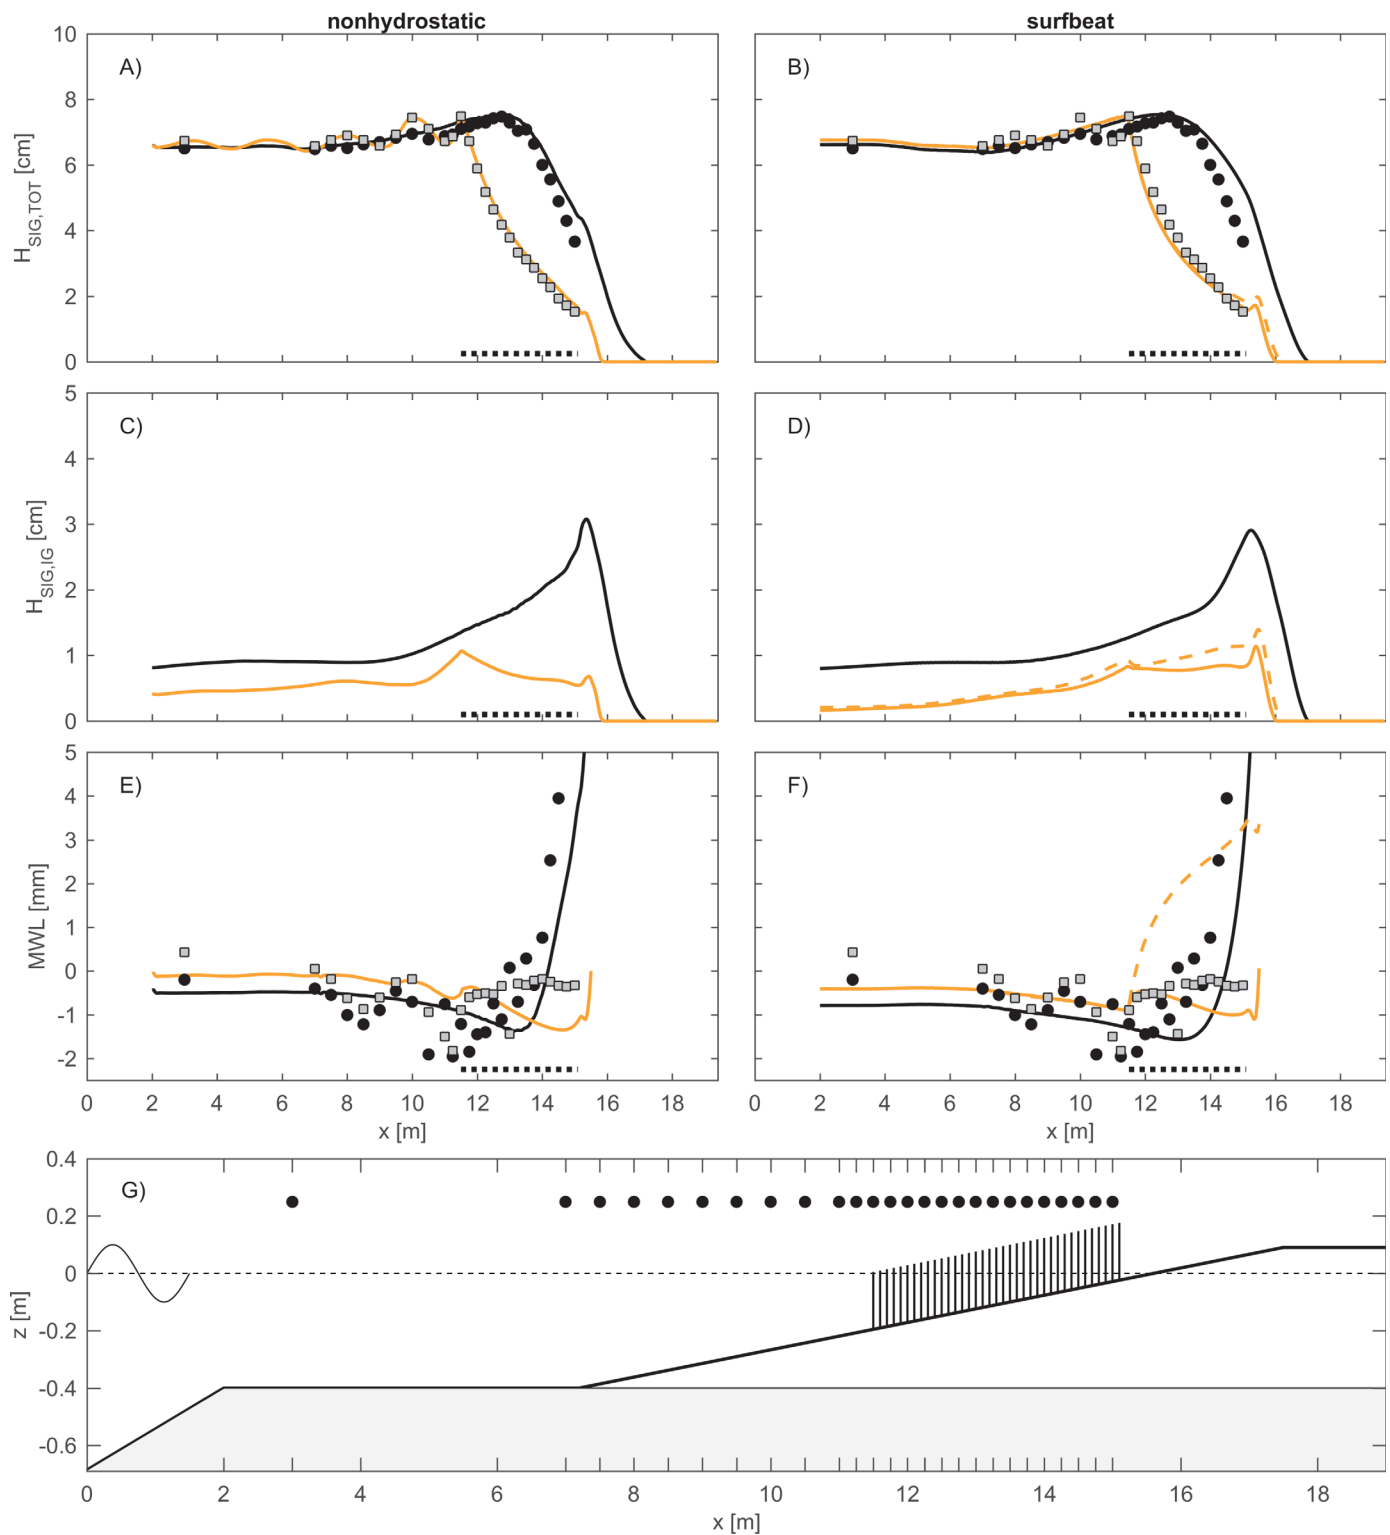 nonhydrostatic surfbeat
10
8
6
4
2
0
H_SIG,TOT [cm]
A) B)
5
4
3
2
1
0
H_SIG,IG [cm]
C) D)
5
4
3
2
1
0
-1
-2
MWL [mm]
E) F)
0 2 4 6 8 10 12 14 16 18 0 2 4 6 8 10 12 14 16 18
x [m] x [m]
0.4
0.2
0
-0.2
-0.4
-0.6
z [m]
G)
0 2 4 6 8 10 12 14 16 18
x [m]